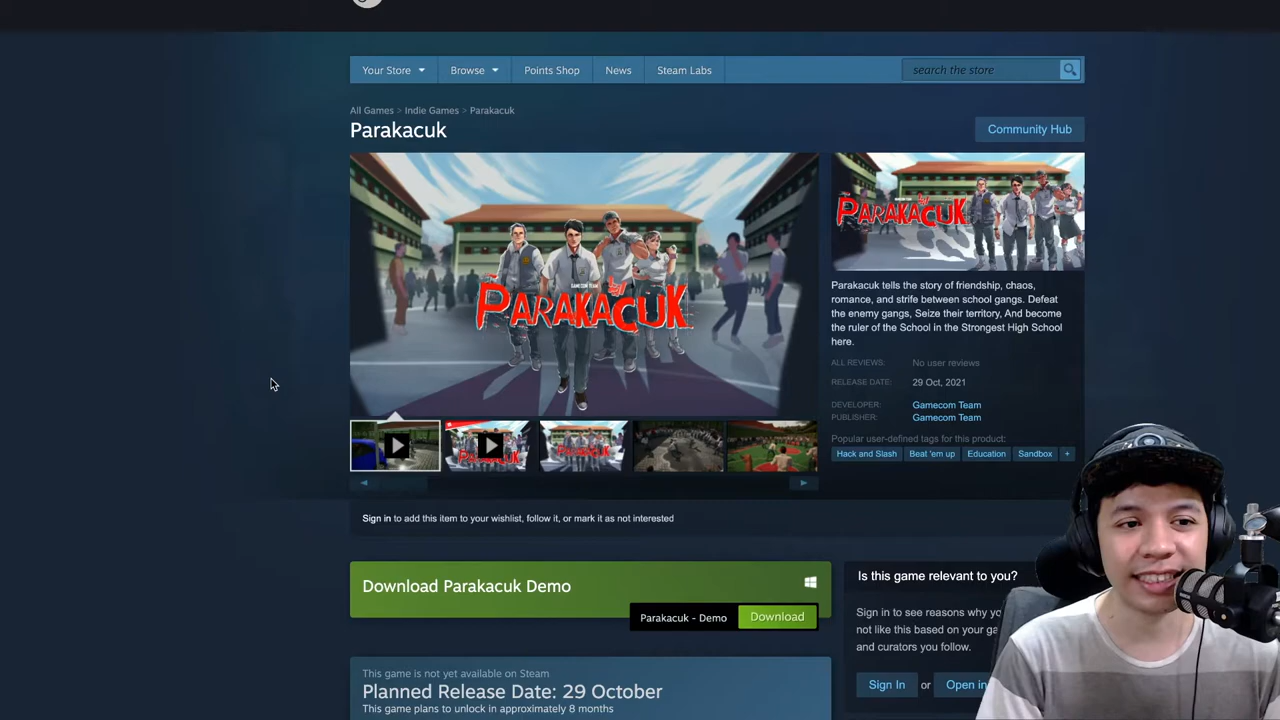 Your Store
Browse
Points Shop
News
Steam Labs
search the store
All Games > Indie Games > Parakacuk
Parakacuk
Community Hub
GAMECOM TEAM
by
PARAKACUK
by
PARAKACUK
Parakacuk tells the story of friendship, chaos,
romance, and strife between school gangs. Defeat
the enemy gangs, Seize their territory, And become
the ruler of the School in the Strongest High School
here.
ALL REVIEWS: No user reviews
RELEASE DATE: 29 Oct, 2021
DEVELOPER: Gamecom Team
PUBLISHER: Gamecom Team
Popular user-defined tags for this product:
Hack and Slash
Beat 'em up
Education
Sandbox
+
PARAKACUK
PARAKACUK
Sign in to add this item to your wishlist, follow it, or mark it as not interested
Download Parakacuk Demo
Parakacuk - Demo
Download
Is this game relevant to you?
Sign in to see reasons why
not like this based on your
and curators you follow.
Sign In or Open in
This game is not yet available on Steam
Planned Release Date: 29 October
This game plans to unlock in approximately 8 months